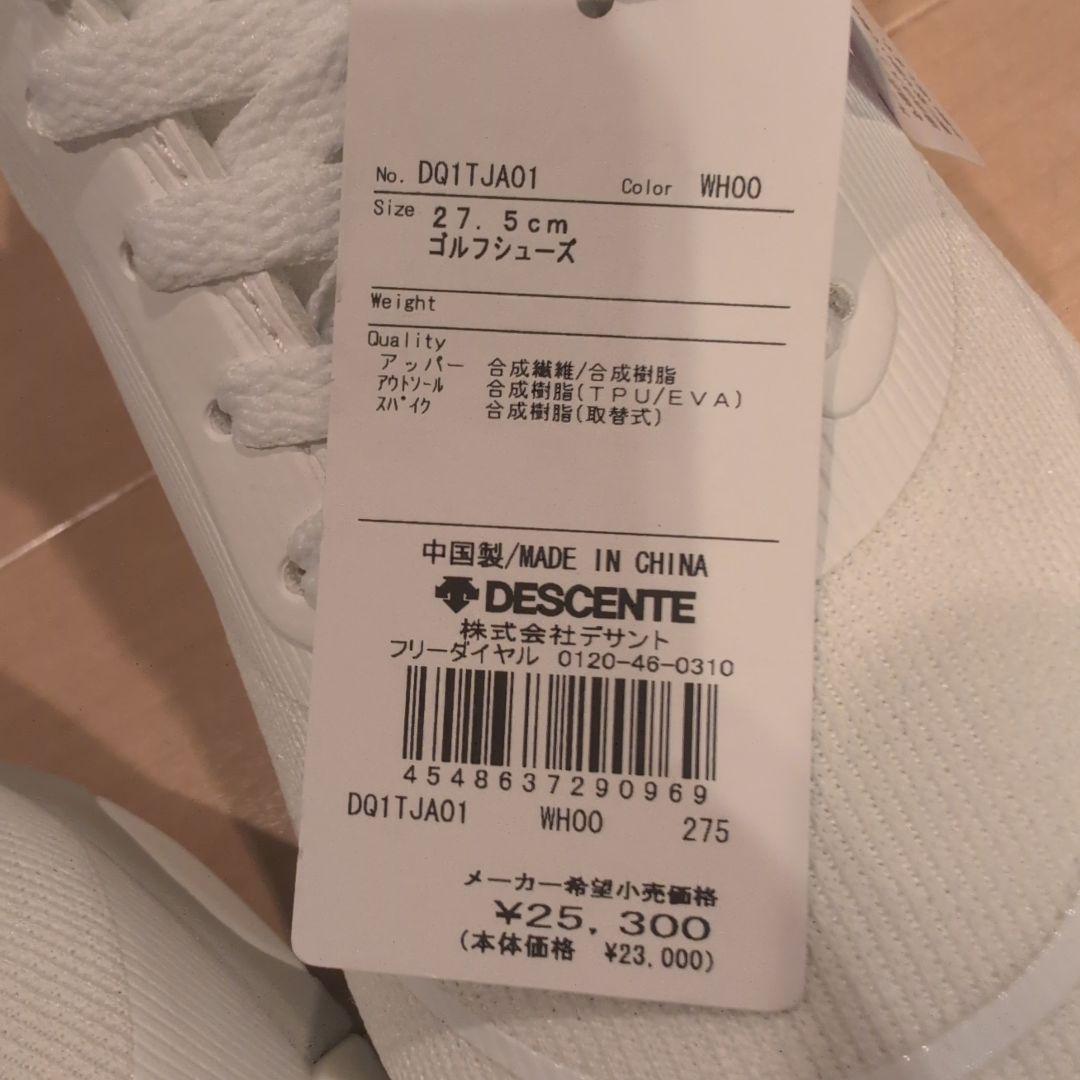 No. DQ1TJA01 Color WH00
Size 27.5cm
ゴルフシューズ
Weight
Quality
アッパー 合成繊維/合成樹脂
アウトソール 合成樹脂(TPU/EVA)
スパイク 合成樹脂(取替式)
中国製/MADE IN CHINA
DESCENTE
株式会社デサント
フリーダイヤル 0120-46-0310
4548637290969
DQ1TJA01 WH00 275
メーカー希望小売価格
¥25,300
(本体価格 ¥23,000)